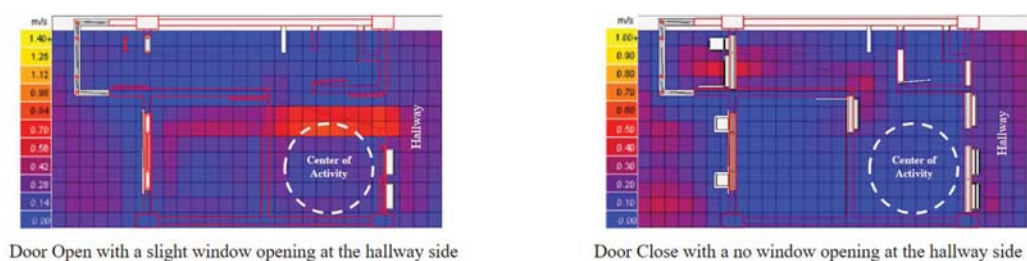 m/s
1.40+
1.26
1.12
0.98
0.84
0.70
0.56
0.42
0.28
0.14
-0.00
Center of
Activity
Hallway
Door Open with a slight window opening at the hallway side
m/s
1.00+
0.90
0.80
0.70
0.60
0.50
0.40
0.30
0.20
0.10
-0.00
Center of
Activity
Hallway
Door Close with a no window opening at the hallway side